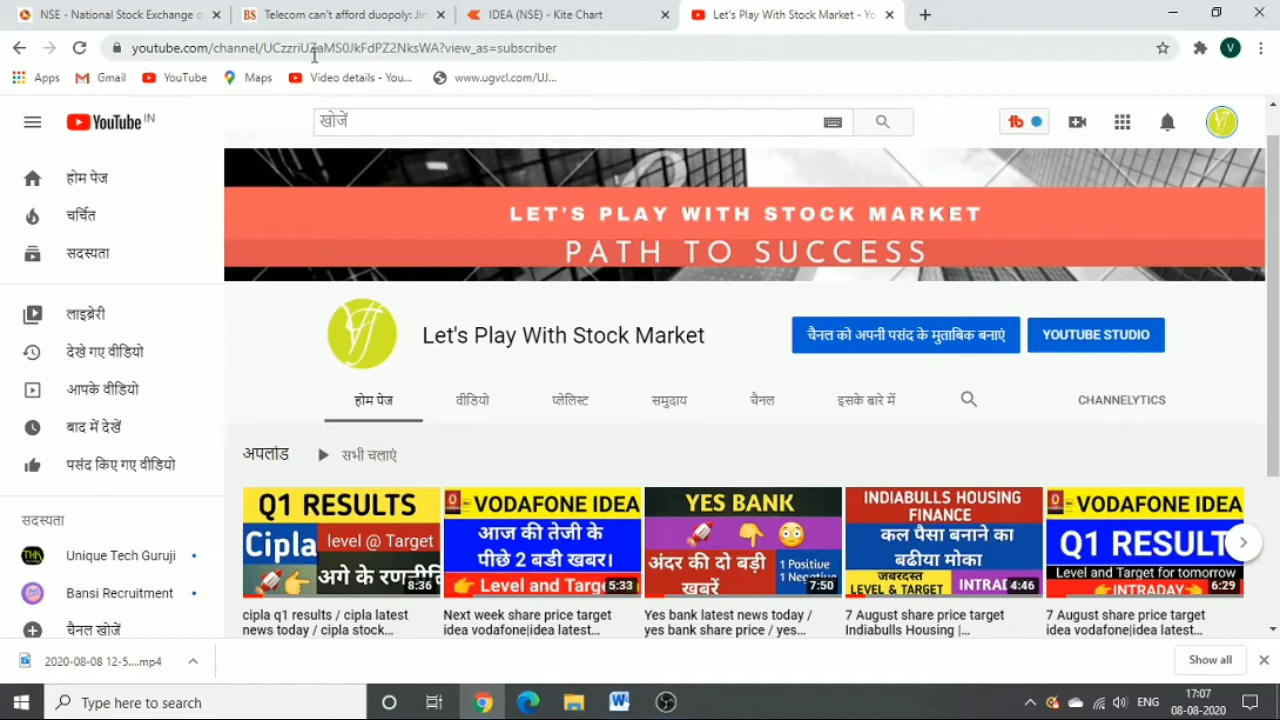 NSE - National Stock Exchange o
Telecom can't afford duopoly: Jin
IDEA (NSE) - Kite Chart
Let's Play With Stock Market - Yo
youtube.com/channel/UCzzriUZaMS0JkFdPZ2NksWA?view_as=subscriber
Apps
Gmail
YouTube
Maps
Video details - You...
www.ugvcl.com/UJ...
YouTube IN
खोजें
होम पेज
चर्चित
सदस्यता
लाइब्रेरी
देखे गए वीडियो
आपके वीडियो
बाद में देखें
पसंद किए गए वीडियो
सदस्यता
Unique Tech Guruji
Bansi Recruitment
चैनल खोजें
LET'S PLAY WITH STOCK MARKET
PATH TO SUCCESS
Let's Play With Stock Market
चैनल को अपनी पसंद के मुताबिक बनाएं
YOUTUBE STUDIO
होम पेज
वीडियो
प्लेलिस्ट
समुदाय
चैनल
इसके बारे में
CHANNELYTICS
अपलोड
सभी चलाएं
Q1 RESULTS
Cipla
level @ Target
अगे के रणनीति
8:36
cipla q1 results / cipla latest
news today / cipla stock...
VODAFONE IDEA
आज की तेजी के
पीछे 2 बडी खबर।
Level and Targe
5:33
Next week share price target
idea vodafone|idea latest...
YES BANK
अंदर की दो बड़ी
खबरें
1 Positive
1 Negative
7:50
Yes bank latest news today /
yes bank share price / yes...
INDIABULLS HOUSING
FINANCE
कल पैसा बनाने का
बढीया मोका
जबरदस्त
LEVEL & TARGET
INTRAD
4:46
7 August share price target
Indiabulls Housing |...
VODAFONE IDEA
Q1 RESULT
Level and Target for tomorrow
INTRADAY
6:29
7 August share price target
idea vodafone|idea latest...
2020-08-08 12-5....mp4
Show all
Type here to search
ENG
17:07
08-08-2020